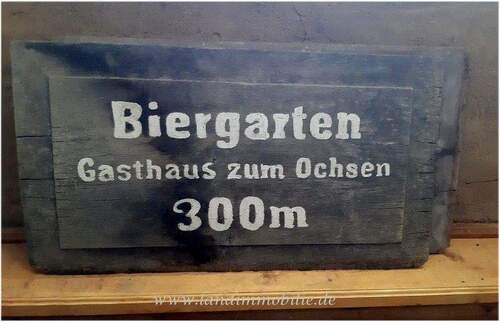 Biergarten
Gasthaus zum Ochsen
300m
www.landimmobilie.de